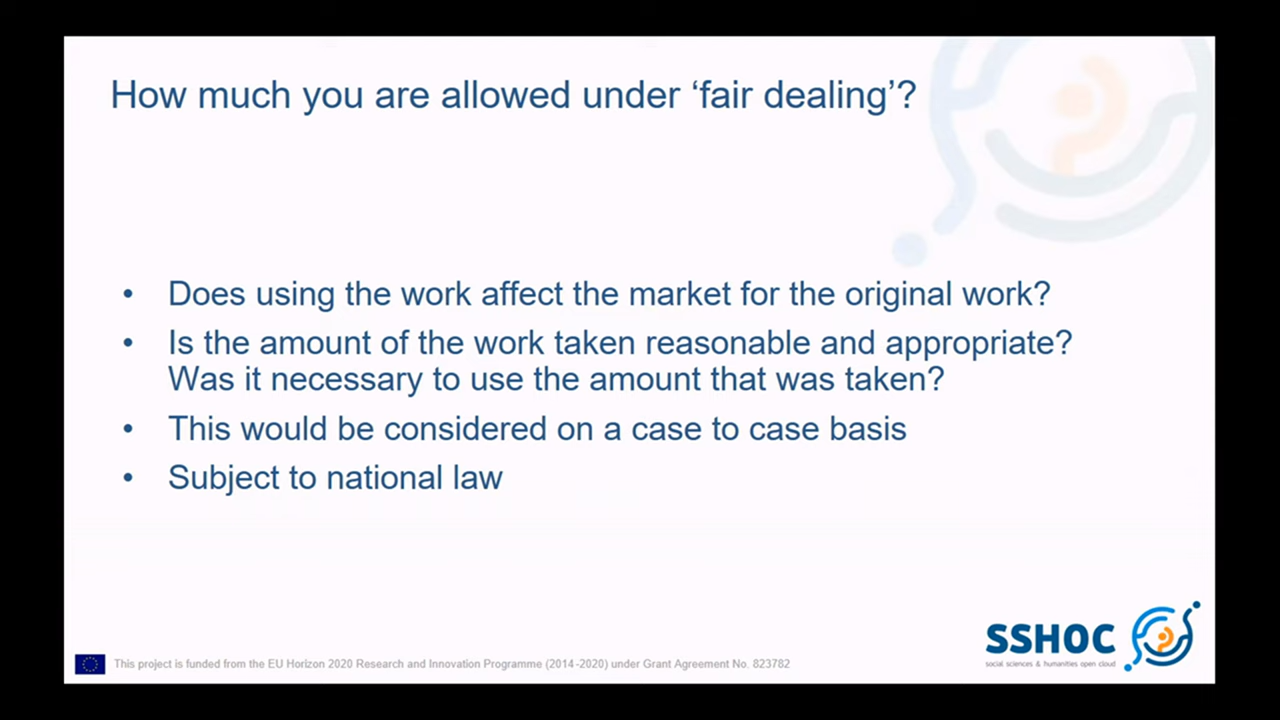 How much you are allowed under ‘fair dealing’?
• Does using the work affect the market for the original work?
• Is the amount of the work taken reasonable and appropriate?
Was it necessary to use the amount that was taken?
• This would be considered on a case to case basis
• Subject to national law
SSHOC
social sciences & humanities open cloud
This project is funded from the EU Horizon 2020 Research and Innovation Programme (2014-2020) under Grant Agreement No. 823782